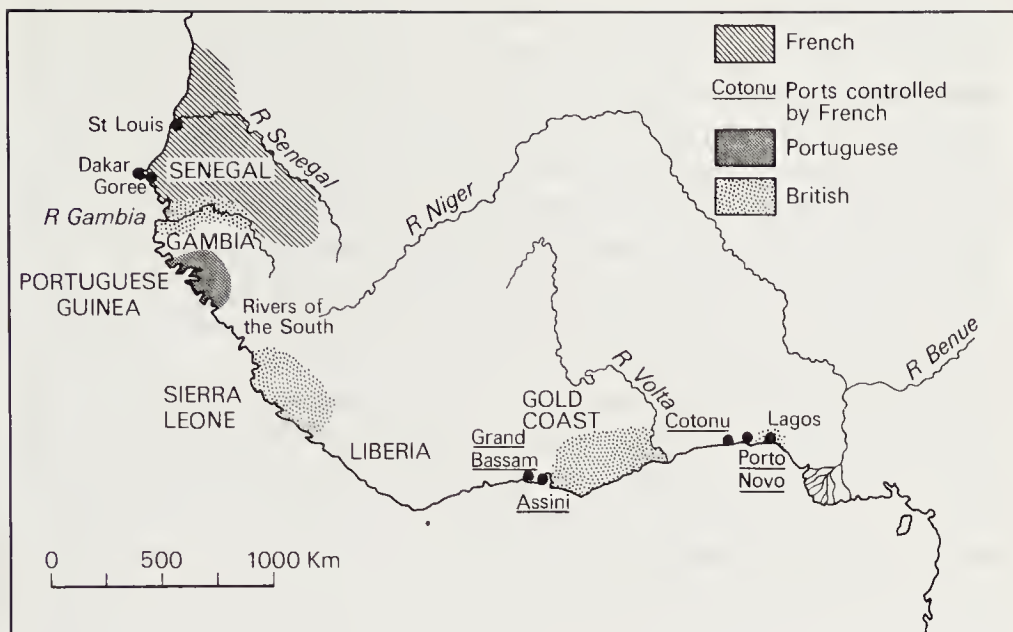 French
Cotonu Ports controlled
by French
Portuguese
British
St Louis
R Senegal
Dakar
Goree
SENEGAL
R Gambia
GAMBIA
PORTUGUESE
GUINEA
Rivers of
the South
SIERRA
LEONE
LIBERIA
R Niger
R Volta
GOLD
COAST
Grand
Bassam
Assini
Cotonu
Lagos
Porto
Novo
R Benue
0 500 1000 Km